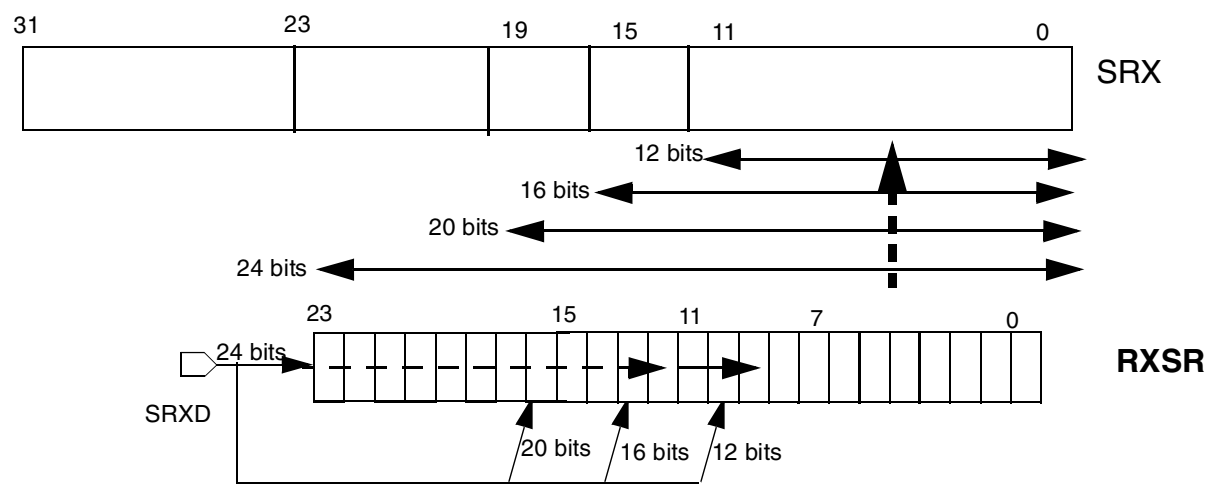 31 23 19 15 11 0
SRX
12 bits
16 bits
20 bits
24 bits
23 15 11 7 0
24 bits
RXSR
SRXD
20 bits 16 bits 12 bits